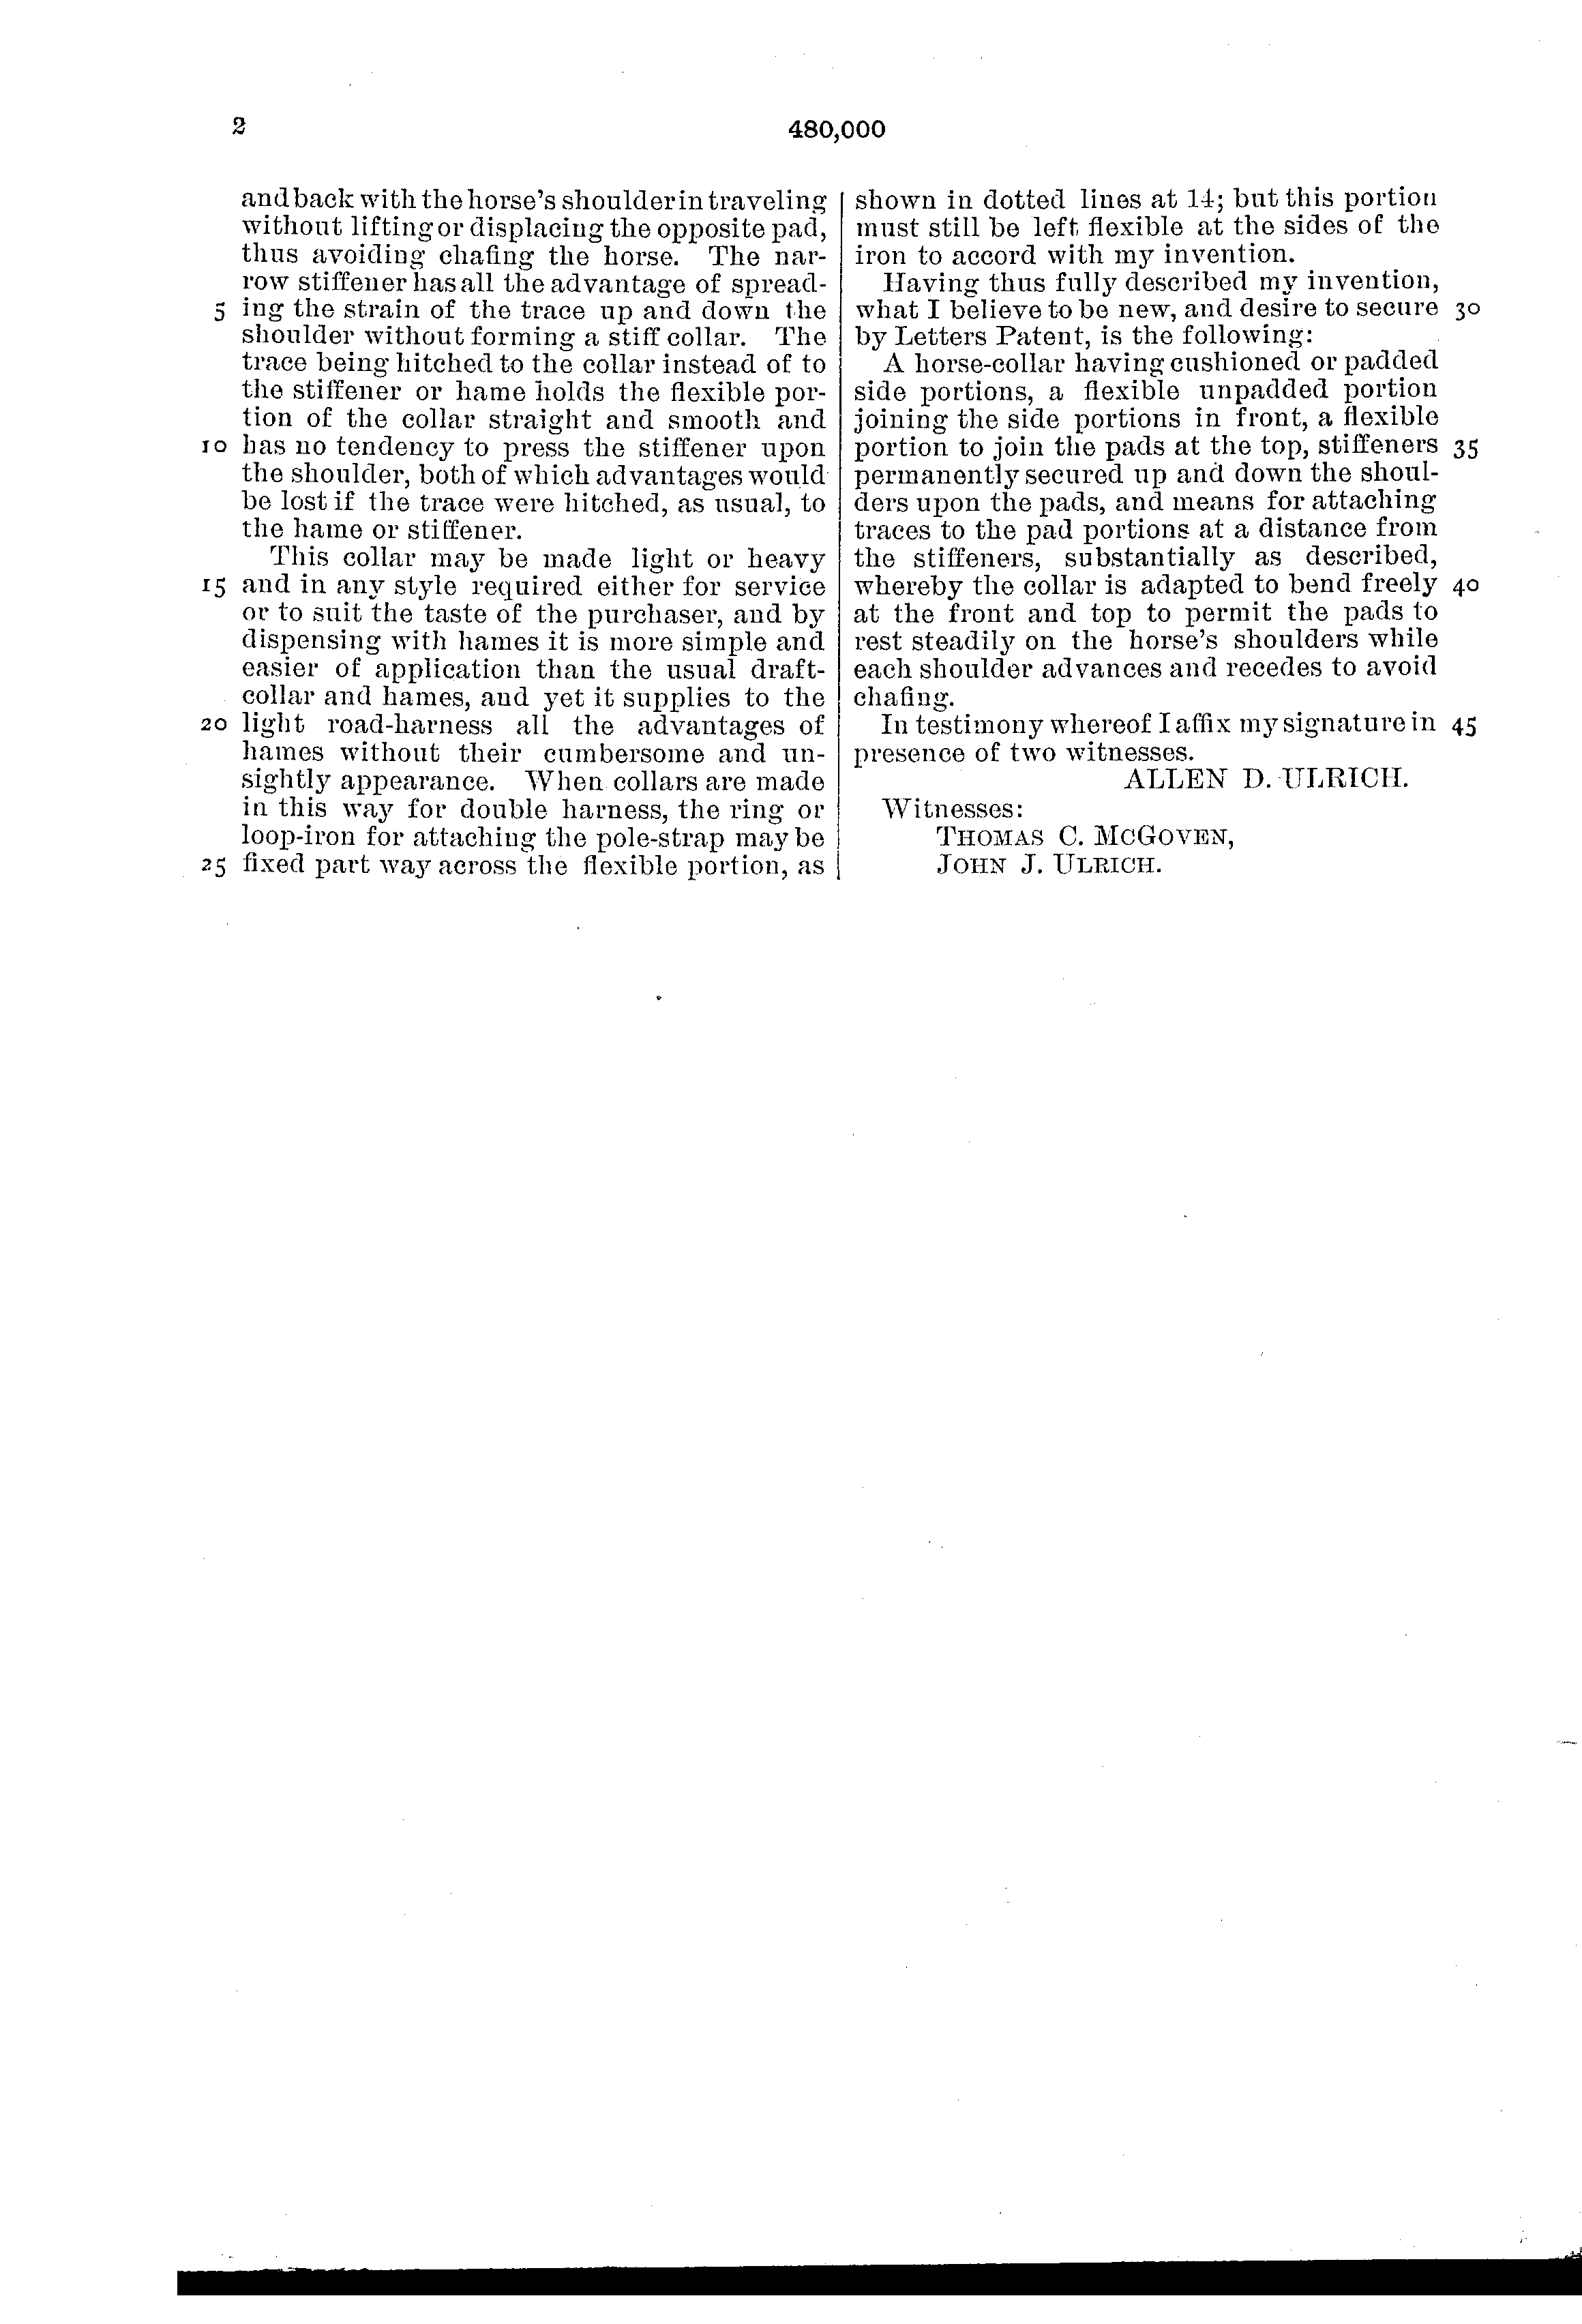 2
480,000
and back with the horse's shoulder in traveling
without lifting or displacing the opposite pad,
thus avoiding chafing the horse. The nar-
row stiffener has all the advantage of spread-
5 ing the strain of the trace up and down the
shoulder without forming a stiff collar. The
trace being hitched to the collar instead of to
the stiffener or hame holds the flexible por-
tion of the collar straight and smooth and
10 has no tendency to press the stiffener upon
the shoulder, both of which advantages would
be lost if the trace were hitched, as usual, to
the hame or stiffener.
This collar may be made light or heavy
15 and in any style required either for service
or to suit the taste of the purchaser, and by
dispensing with hames it is more simple and
easier of application than the usual draft-
collar and hames, and yet it supplies to the
20 light road-harness all the advantages of
hames without their cumbersome and un-
sightly appearance. When collars are made
in this way for double harness, the ring or
loop-iron for attaching the pole-strap may be
25 fixed part way across the flexible portion, as
shown in dotted lines at 14; but this portion
must still be left flexible at the sides of the
iron to accord with my invention.
Having thus fully described my invention,
what I believe to be new, and desire to secure 30
by Letters Patent, is the following:
A horse-collar having cushioned or padded
side portions, a flexible unpadded portion
joining the side portions in front, a flexible
portion to join the pads at the top, stiffeners 35
permanently secured up and down the shoul-
ders upon the pads, and means for attaching
traces to the pad portions at a distance from
the stiffeners, substantially as described,
whereby the collar is adapted to bend freely 40
at the front and top to permit the pads to
rest steadily on the horse's shoulders while
each shoulder advances and recedes to avoid
chafing.
In testimony whereof I affix my signature in 45
presence of two witnesses.
ALLEN D. ULRICH.
Witnesses:
THOMAS C. MCGOVEN,
JOHN J. ULRICH.